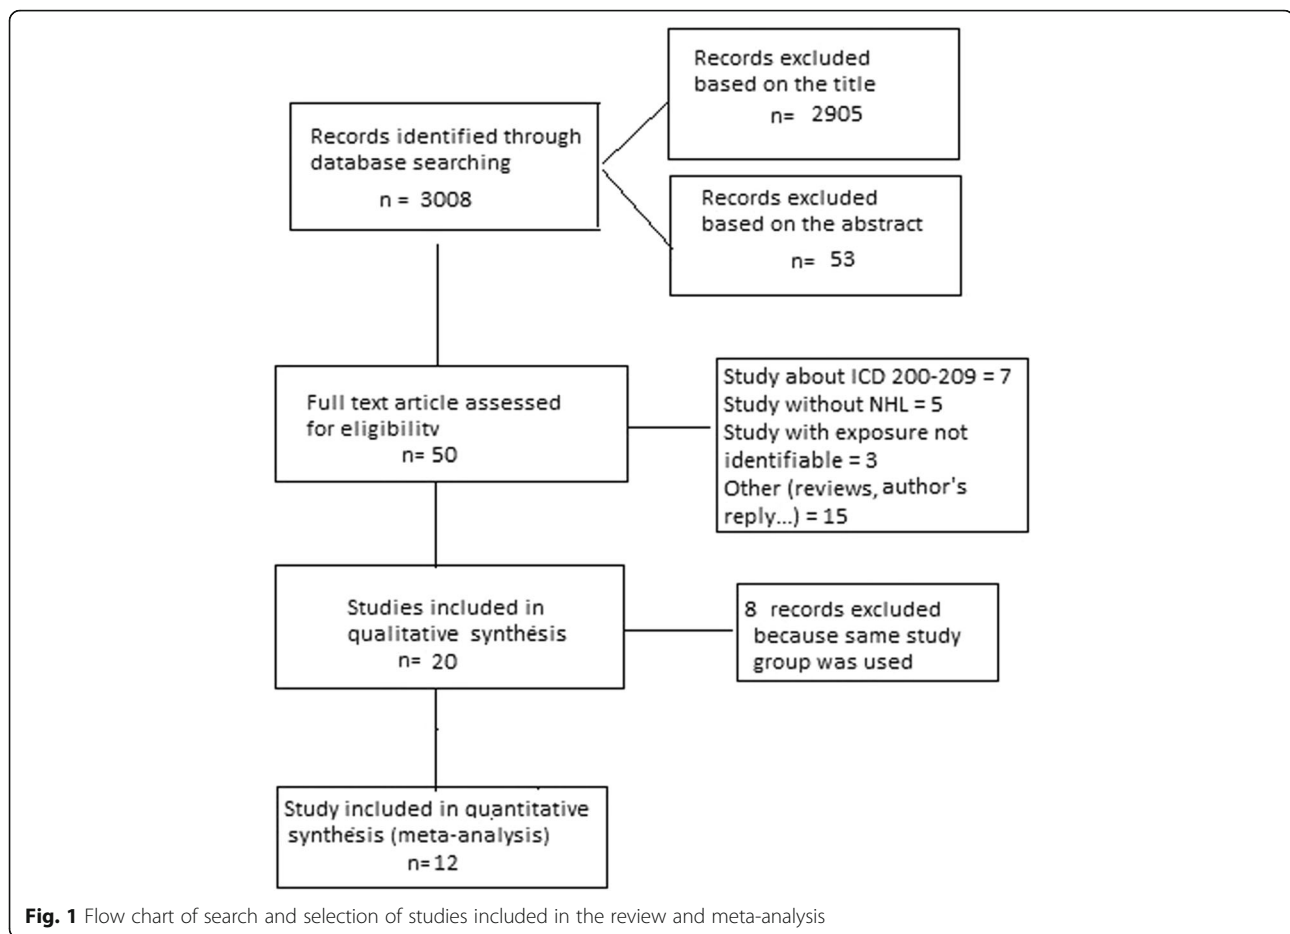 Records excluded
based on the title
n= 2905
Records identified through
database searching
n = 3008
Records excluded
based on the abstract
n= 53
Full text article assessed
for eligibility
n= 50
Study about ICD 200-209 = 7
Study without NHL = 5
Study with exposure not
identifiable = 3
Other (reviews, author's
reply...) = 15
Studies included in
qualitative synthesis
n= 20
8 records excluded
because same study
group was used
Study included in quantitative
synthesis (meta-analysis)
n=12
Fig. 1 Flow chart of search and selection of studies included in the review and meta-analysis